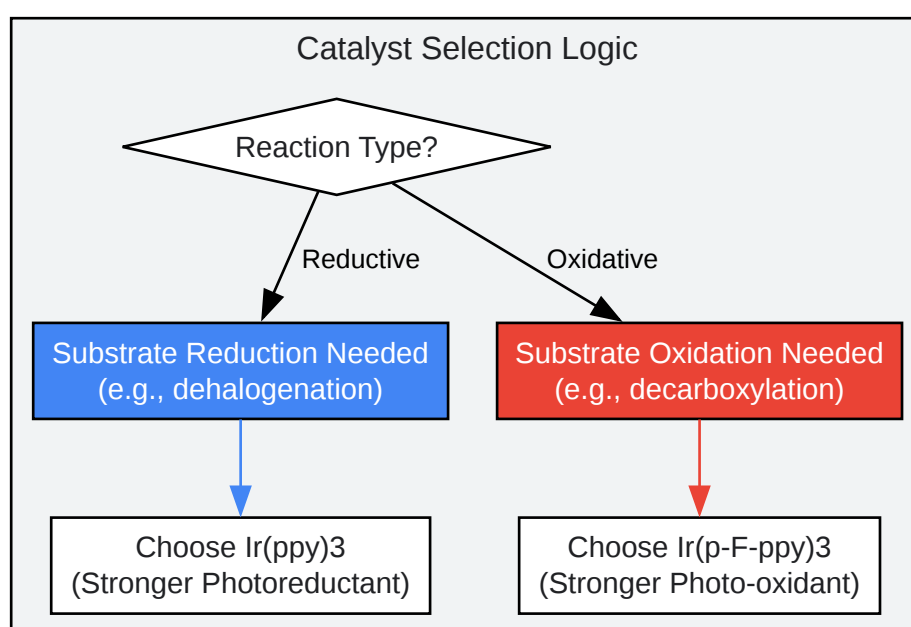 Catalyst Selection Logic
Reaction Type?
Reductive
Oxidative
Substrate Reduction Needed
(e.g., dehalogenation)
Substrate Oxidation Needed
(e.g., decarboxylation)
Choose Ir(ppy)3
(Stronger Photoreductant)
Choose Ir(p-F-ppy)3
(Stronger Photo-oxidant)